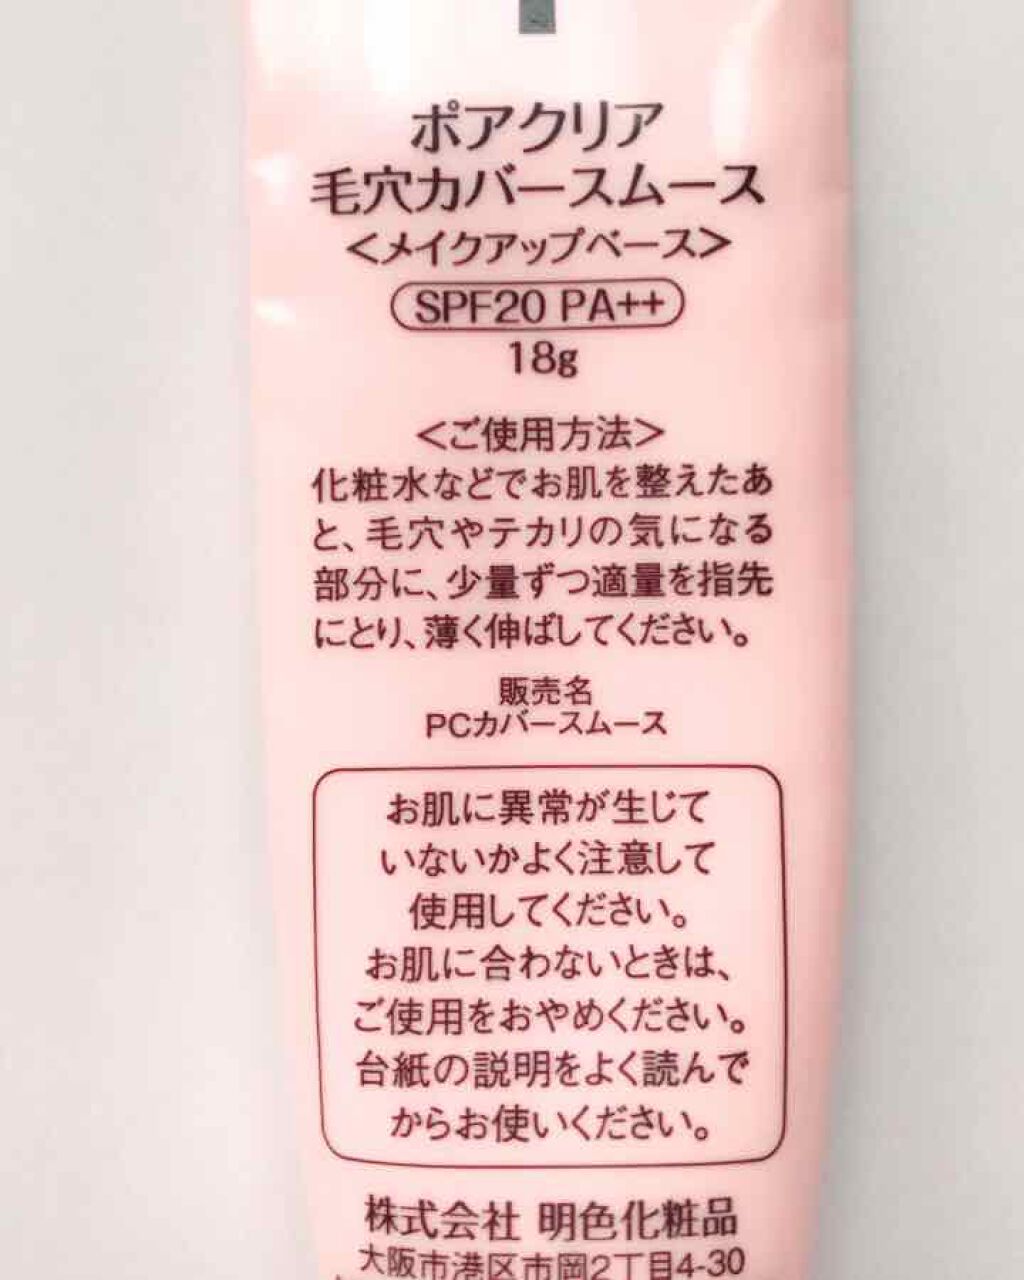 ポアクリア
毛穴カバースムース
<メイクアップベース>
SPF20 PA++
18g
<ご使用方法>
化粧水などでお肌を整えたあ
と、毛穴やテカリの気になる
部分に、少量ずつ適量を指先
にとり、薄く伸ばしてください。
販売名
PCカバースムース
お肌に異常が生じて
いないかよく注意して
使用してください。
お肌に合わないときは、
ご使用をおやめください。
台紙の説明をよく読んで
からお使いください。
株式会社 明色化粧品
大阪市港区市岡2丁目4-30